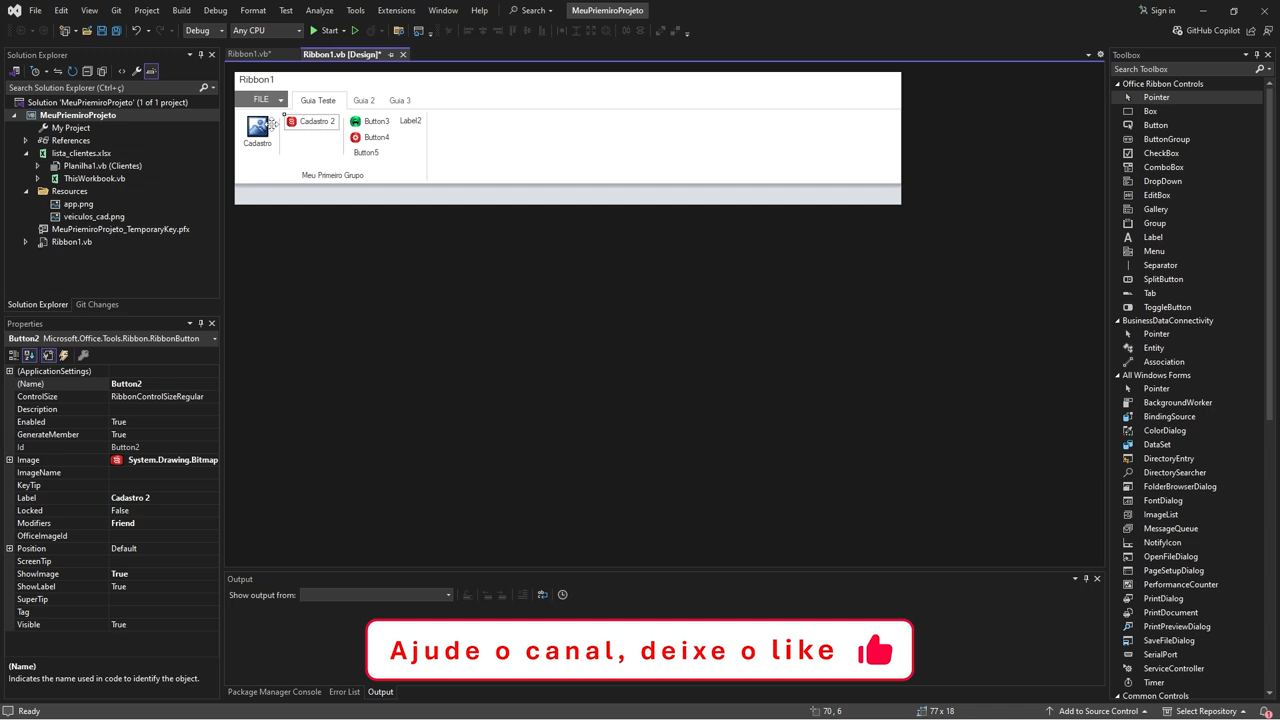 File Edit View Git Project Build Debug Format Test Analyze Tools Extensions Window Help Search MeuPriemiroProjeto Sign in
Debug Any CPU Start GitHub Copilot
Solution Explorer
Search Solution Explorer (Ctrl+ç)
Solution 'MeuPriemiroProjeto' (1 of 1 project)
MeuPriemiroProjeto
My Project
References
lista_clientes.xlsx
Planilha1.vb (Clientes)
ThisWorkbook.vb
Resources
app.png
veiculos_cad.png
MeuPriemiroProjeto_TemporaryKey.pfx
Ribbon1.vb
Solution Explorer Git Changes
Properties
Button2 Microsoft.Office.Tools.Ribbon.RibbonButton
(ApplicationSettings)
(Name) Button2
ControlSize RibbonControlSizeRegular
Description
Enabled True
GenerateMember True
Id Button2
Image System.Drawing.Bitmap
ImageName
KeyTip
Label Cadastro 2
Locked False
Modifiers Friend
OfficeImageId
Position Default
ScreenTip
ShowImage True
ShowLabel True
SuperTip
Tag
Visible True
(Name)
Indicates the name used in code to identify the object.
Ribbon1.vb* Ribbon1.vb [Design]*
Ribbon1
FILE Guia Teste Guia 2 Guia 3
Cadastro
Cadastro 2
Button3 Label2
Button4
Button5
Meu Primeiro Grupo
Output
Show output from:
Ajude o canal, deixe o like
Package Manager Console Error List Output
Toolbox
Search Toolbox
Office Ribbon Controls
Pointer
Box
Button
ButtonGroup
CheckBox
ComboBox
DropDown
EditBox
Gallery
Group
Label
Menu
Separator
SplitButton
Tab
ToggleButton
BusinessDataConnectivity
Pointer
Entity
Association
All Windows Forms
Pointer
BackgroundWorker
BindingSource
ColorDialog
DataSet
DirectoryEntry
DirectorySearcher
FolderBrowserDialog
FontDialog
ImageList
MessageQueue
NotifyIcon
OpenFileDialog
PageSetupDialog
PerformanceCounter
PrintDialog
PrintDocument
PrintPreviewDialog
SaveFileDialog
SerialPort
ServiceController
Timer
Common Controls
Ready 70 , 6 77 x 18 Add to Source Control Select Repository